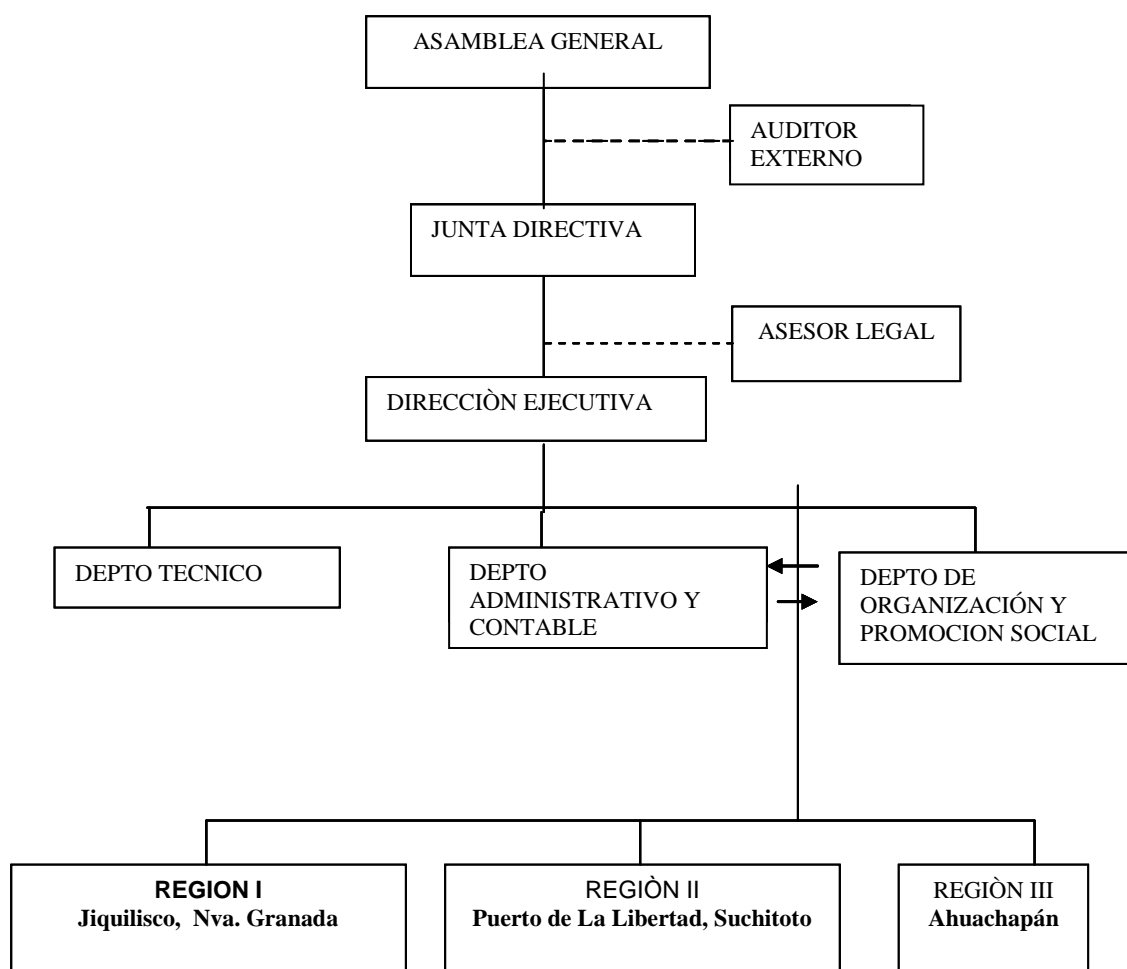 ASAMBLEA GENERAL
AUDITOR
EXTERNO
JUNTA DIRECTIVA
ASESOR LEGAL
DIRECCIÒN EJECUTIVA
DEPTO TECNICO
DEPTO
ADMINISTRATIVO Y
CONTABLE
DEPTO DE
ORGANIZACIÓN Y
PROMOCION SOCIAL
REGION I
Jiquilisco, Nva. Granada
REGIÒN II
Puerto de La Libertad, Suchitoto
REGIÒN III
Ahuachapán